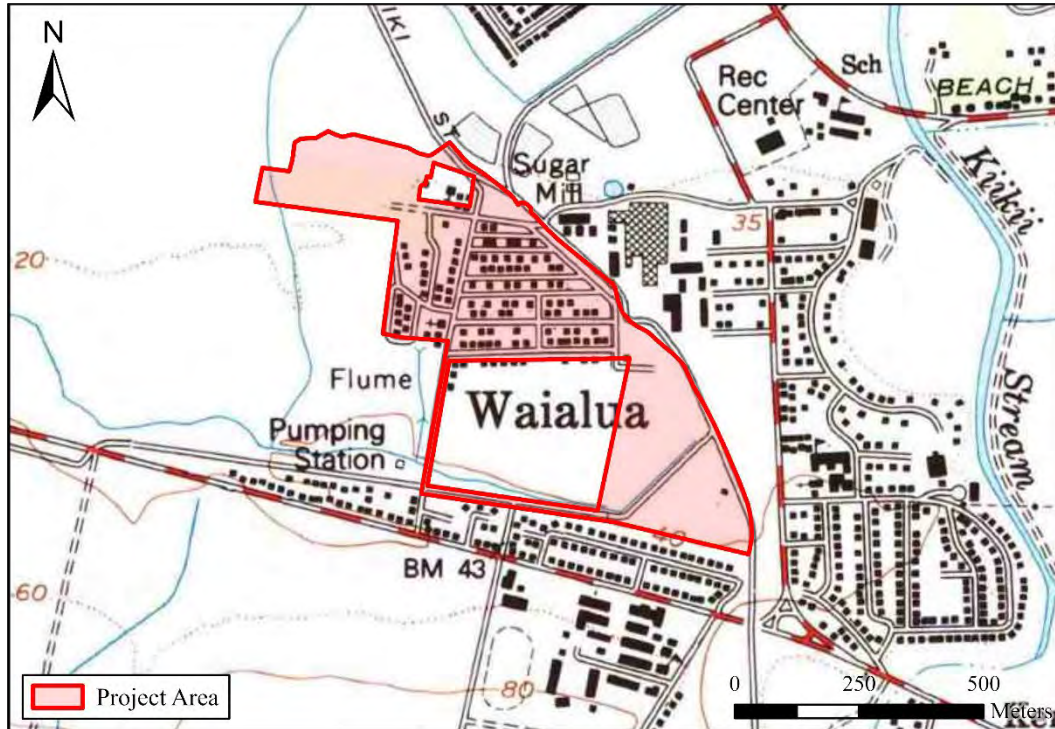 N
IKI
ST
Rec
Center
Sch
BEACH
Kiikii
Stream
Sugar
Mill
35
20
Flume
Waialua
Pumping
Station
40
BM 43
60
80
Project Area
0 250 500
Meters